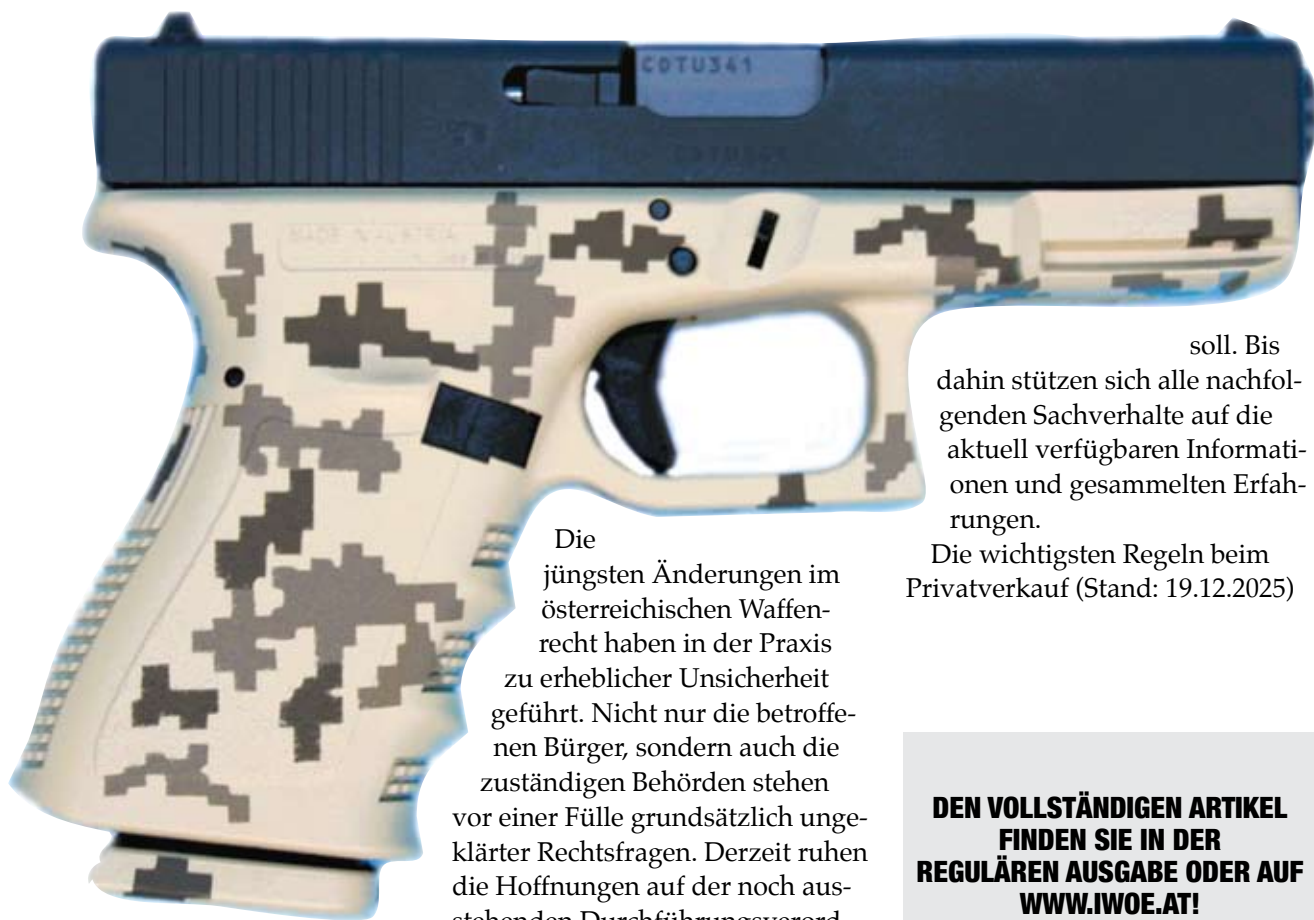 CDTU341
MADE IN AUSTRIA
Die
jüngsten Änderungen im
österreichischen Waffen-
recht haben in der Praxis
zu erheblicher Unsicherheit
geführt. Nicht nur die betroffe-
nen Bürger, sondern auch die
zuständigen Behörden stehen
vor einer Fülle grundsätzlich unge-
klärter Rechtsfragen. Derzeit ruhen
die Hoffnungen auf der noch aus-
stehenden Durchführungsverord-
soll. Bis
dahin stützen sich alle nachfol-
genden Sachverhalte auf die
aktuell verfügbaren Informati-
onen und gesammelten Erfah-
rungen.
Die wichtigsten Regeln beim
Privatverkauf (Stand: 19.12.2025)
DEN VOLLSTÄNDIGEN ARTIKEL
FINDEN SIE IN DER
REGULÄREN AUSGABE ODER AUF
WWW.IWOE.AT!